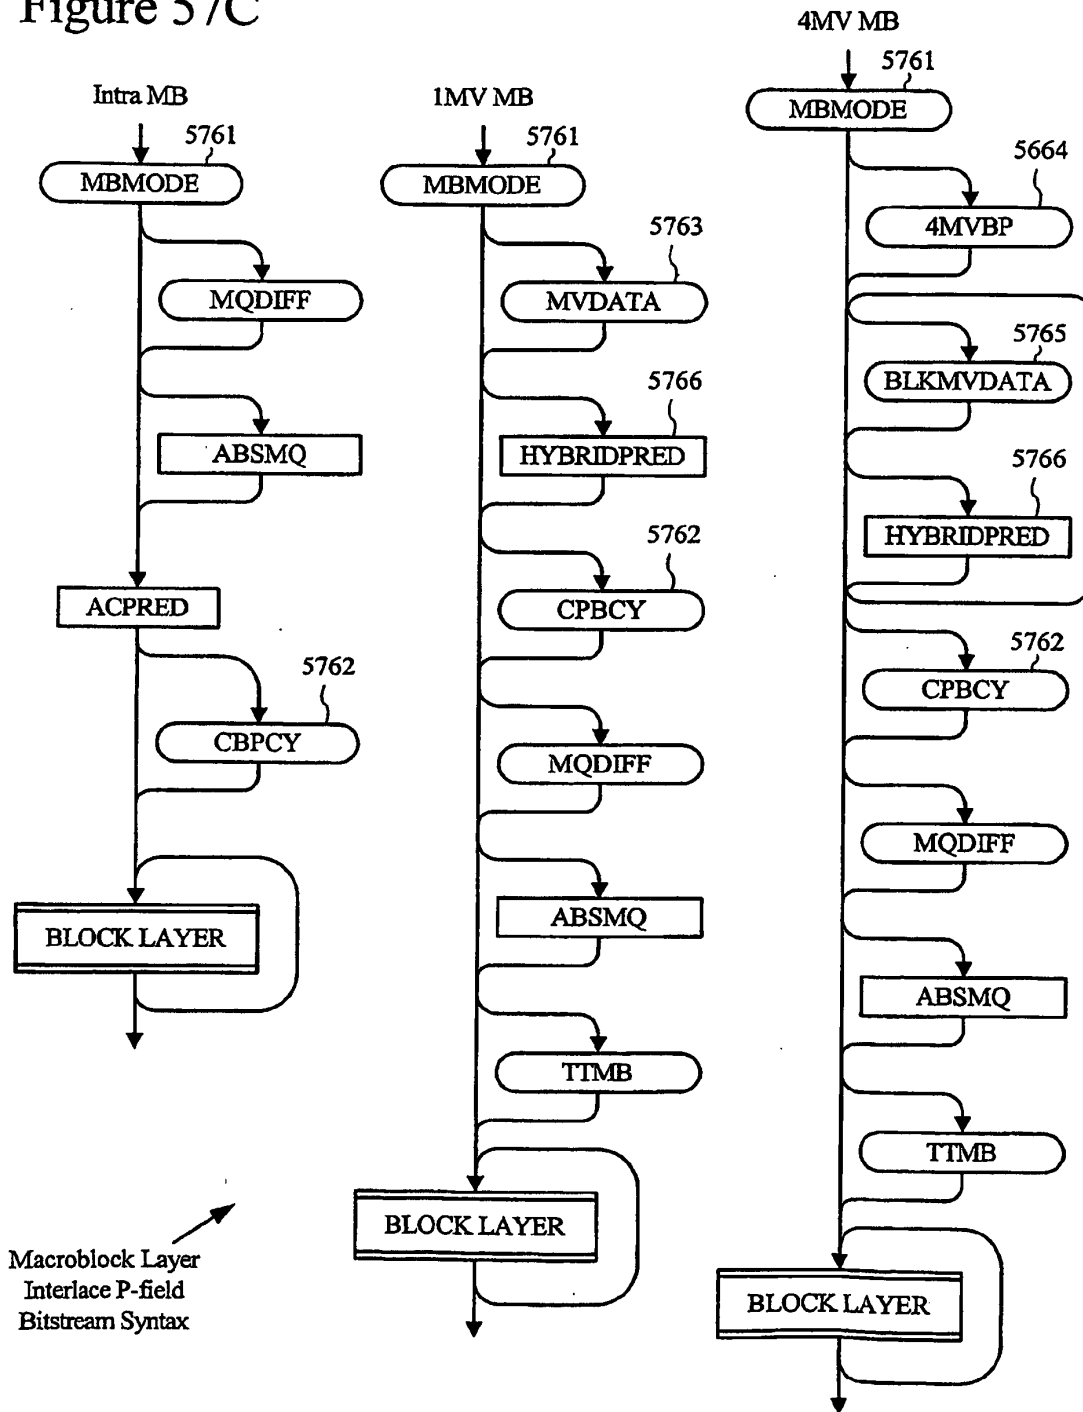 Figure 57C
Intra MB
5761
MBMODE
MQDIFF
ABSMQ
ACPRED
5762
CBPCY
BLOCK LAYER
Macroblock Layer
Interlace P-field
Bitstream Syntax
1MV MB
5761
MBMODE
5763
MVDATA
5766
HYBRIDPRED
5762
CPBCY
MQDIFF
ABSMQ
TTMB
BLOCK LAYER
4MV MB
5761
MBMODE
5664
4MVBP
5765
BLKMVDATA
5766
HYBRIDPRED
5762
CPBCY
MQDIFF
ABSMQ
TTMB
BLOCK LAYER